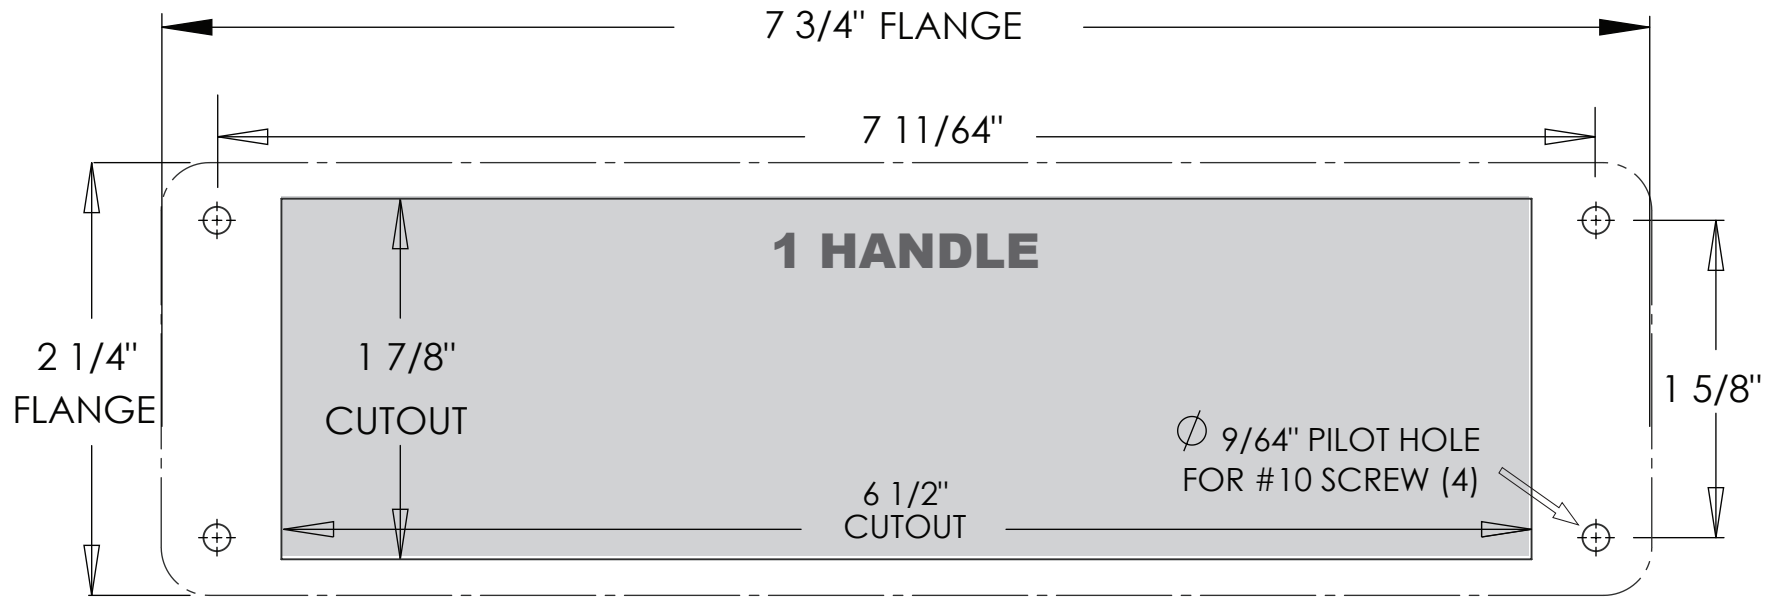 7 3/4" FLANGE
7 11/64"
1 HANDLE
2 1/4"
FLANGE
1 7/8"
CUTOUT
1 5/8"
Ø 9/64" PILOT HOLE
FOR #10 SCREW (4)
6 1/2"
CUTOUT